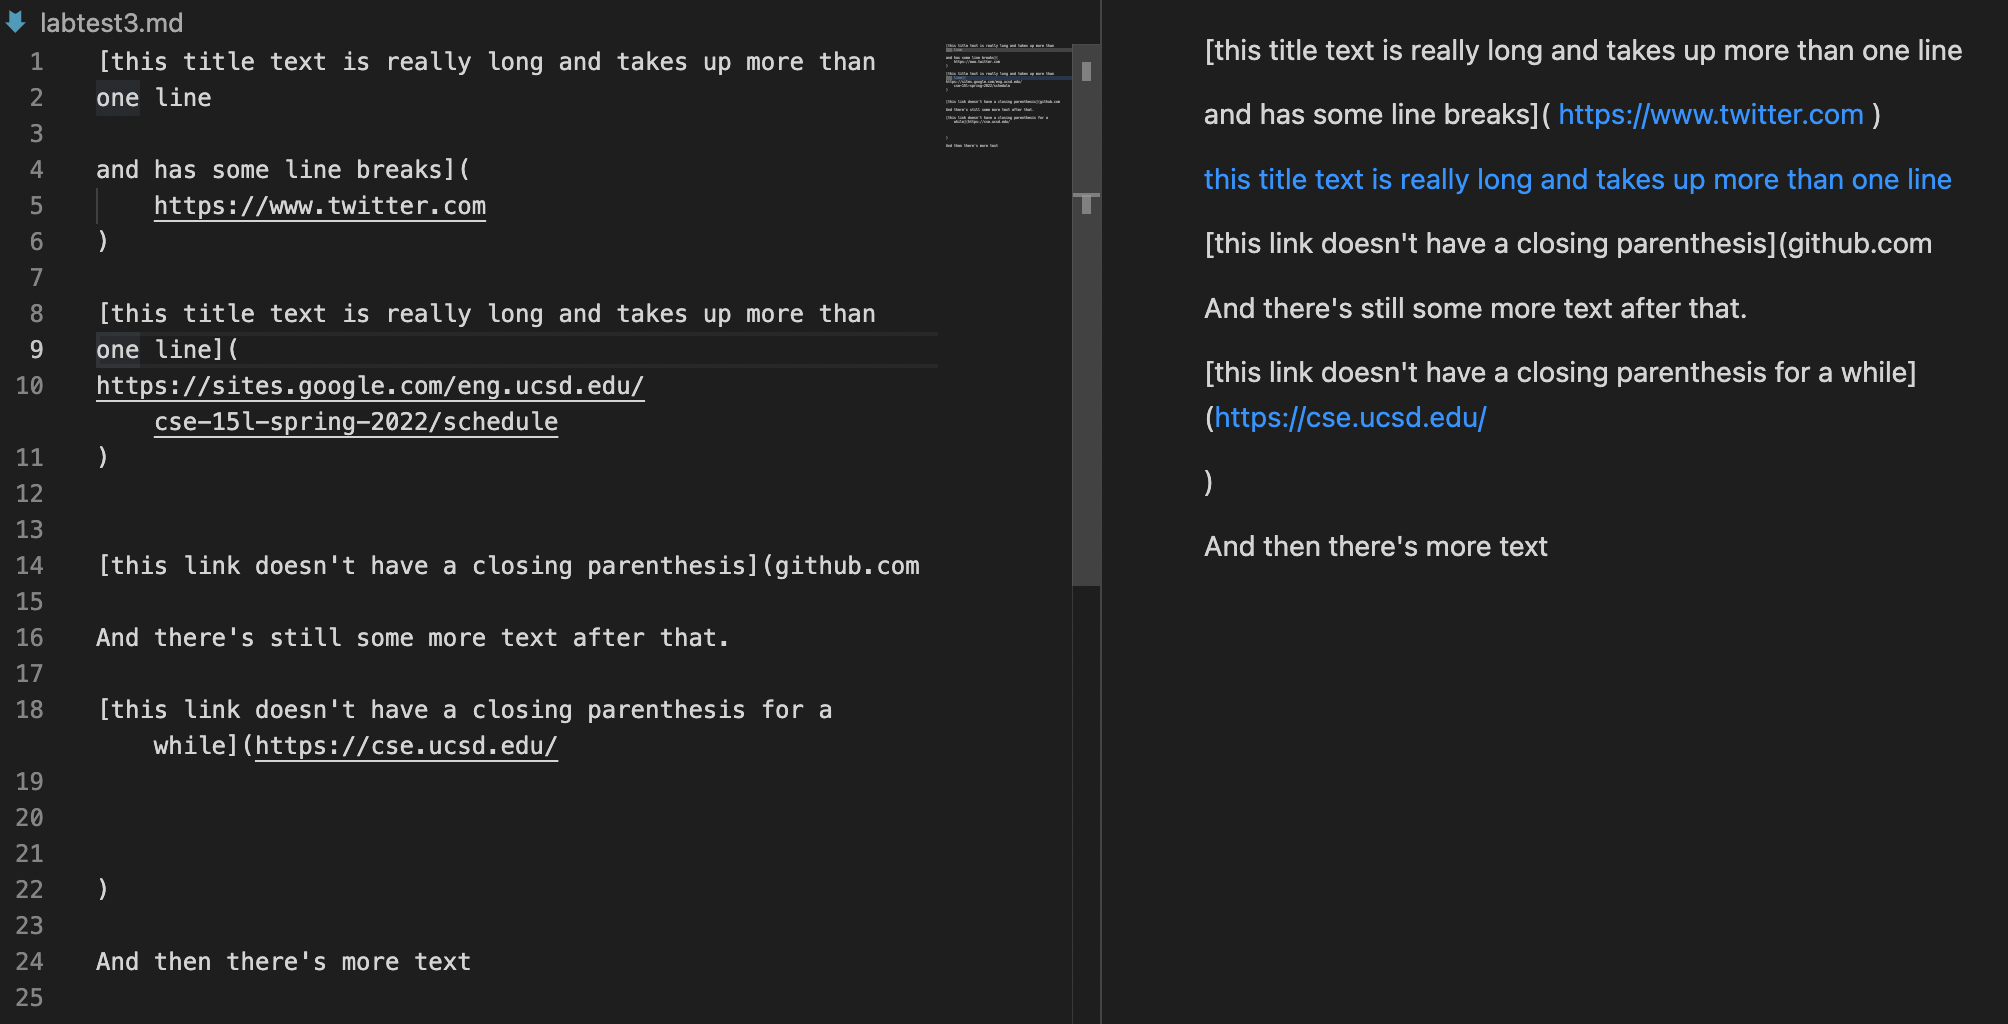 labtest3.md
1 [this title text is really long and takes up more than
2 one line
3
4 and has some line breaks](
5 https://www.twitter.com
6 )
7
8 [this title text is really long and takes up more than
9 one line](
10 https://sites.google.com/eng.ucsd.edu/
cse-15l-spring-2022/schedule
11 )
12
13
14 [this link doesn't have a closing parenthesis](github.com
15
16 And there's still some more text after that.
17
18 [this link doesn't have a closing parenthesis for a
while](https://cse.ucsd.edu/
19
20
21
22 )
23
24 And then there's more text
25
[this title text is really long and takes up more than one line
and has some line breaks]( https://www.twitter.com )
this title text is really long and takes up more than one line
[this link doesn't have a closing parenthesis](github.com
And there's still some more text after that.
[this link doesn't have a closing parenthesis for a while]
(https://cse.ucsd.edu/
)
And then there's more text